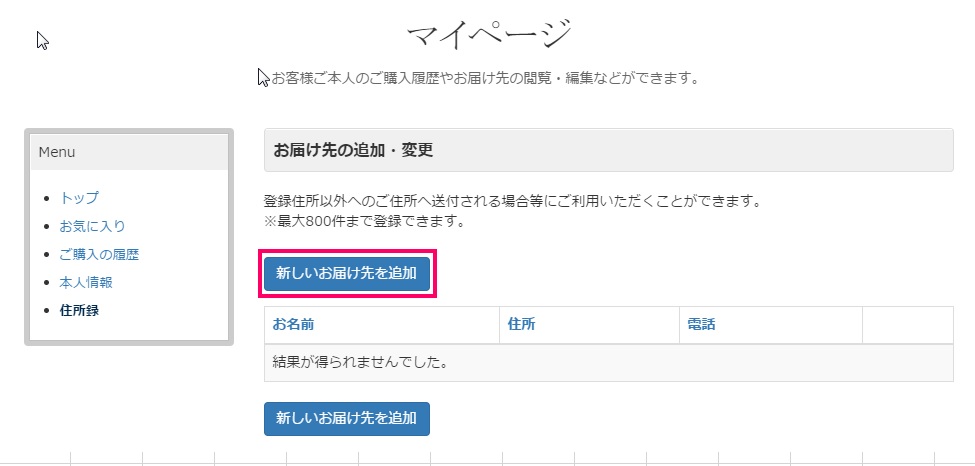 マイページ
お客様ご本人のご購入履歴やお届け先の閲覧・編集などができます。
Menu
トップ
お気に入り
ご購入の履歴
本人情報
住所録
お届け先の追加・変更
登録住所以外へのご住所へ送付される場合等にご利用いただくことができます。
※最大800件まで登録できます。
新しいお届け先を追加
お名前 住所 電話
結果が得られませんでした。
新しいお届け先を追加